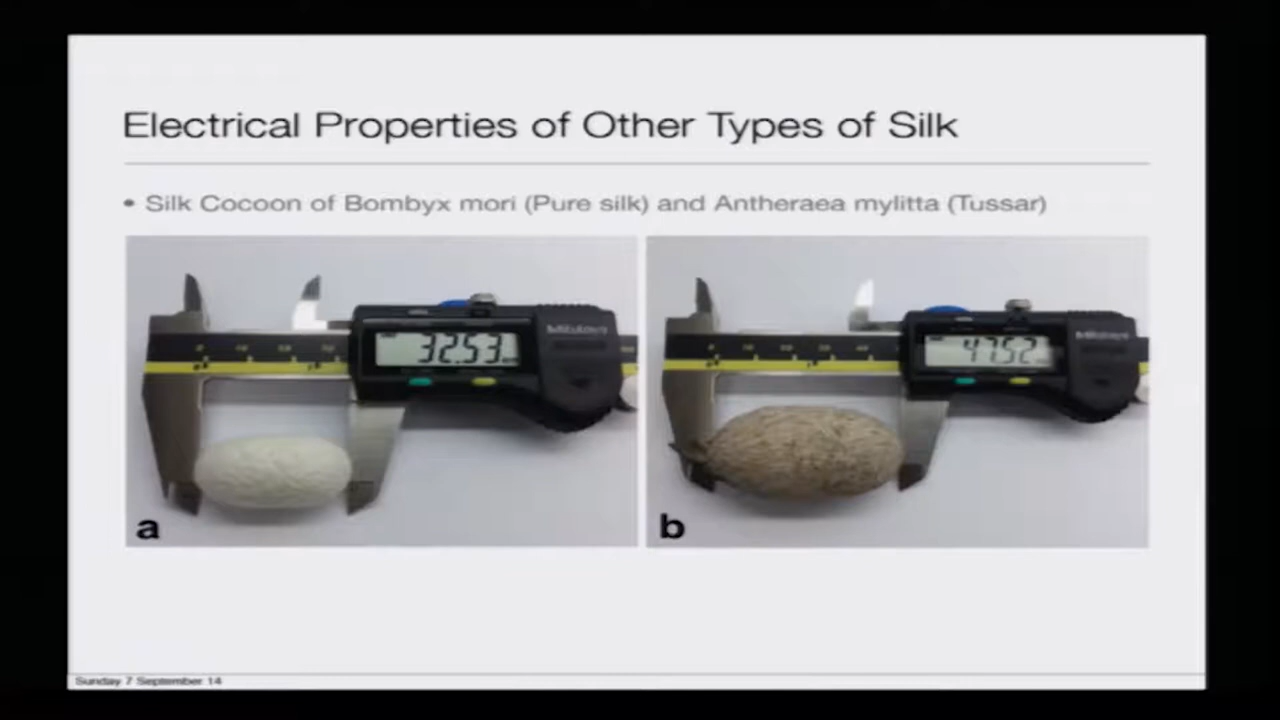 Electrical Properties of Other Types of Silk
• Silk Cocoon of Bombyx mori (Pure silk) and Antheraea mylitta (Tussar)
32.53
47.52
Mitutoyo
Mitutoyo
a
b
Sunday 7 September 14